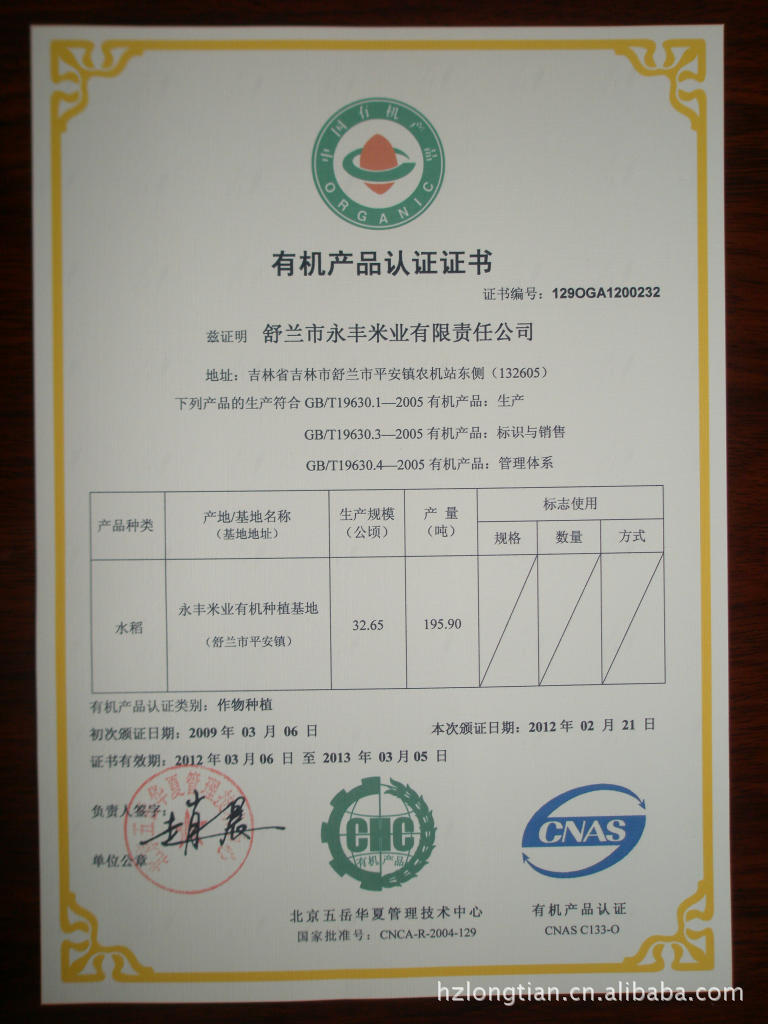 中国有机产品
ORGANIC
有机产品认证证书
证书编号：129OGA1200232
兹证明 舒兰市永丰米业有限责任公司
地址：吉林省吉林市舒兰市平安镇农机站东侧（132605）
下列产品的生产符合 GB/T19630.1—2005 有机产品：生产
GB/T19630.3—2005 有机产品：标识与销售
GB/T19630.4—2005 有机产品：管理体系
产品种类 产地/基地名称（基地地址） 生产规模（公顷） 产 量（吨） 标志使用
规格 数量 方式
水稻 永丰米业有机种植基地（舒兰市平安镇） 32.65 195.90
有机产品认证类别：作物种植
初次颁证日期：2009 年 03 月 06 日 本次颁证日期：2012 年 02 月 21 日
证书有效期：2012 年 03 月 06 日 至 2013 年 03 月 05 日
负责人签字：
单位公章
CHC
有机 产品
CNAS
北京五岳华夏管理技术中心
国家批准号：CNCA-R-2004-129
有机产品认证
CNAS C133-O
hzlongtian.cn.alibaba.com